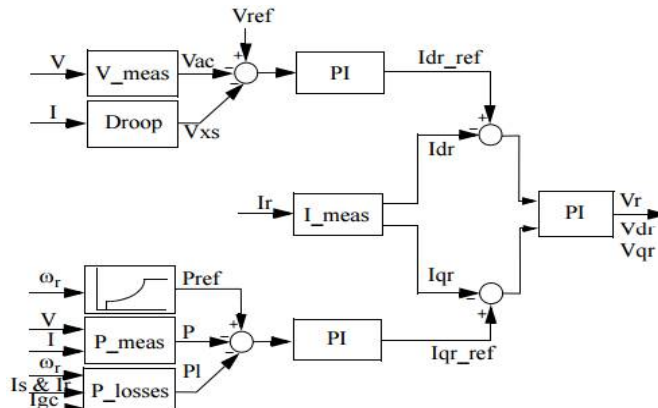 Vref
V
V_meas
Vac
PI
Idr_ref
I
Droop
Vxs
Idr
Ir
I_meas
PI
Vr
Vdr
Vqr
Iqr
ωr
Pref
V
I
P_meas
P
PI
Iqr_ref
ωr
Is & Ir
Igc
P_losses
Pl
+
−
−
+
−
−
+
+
−
−